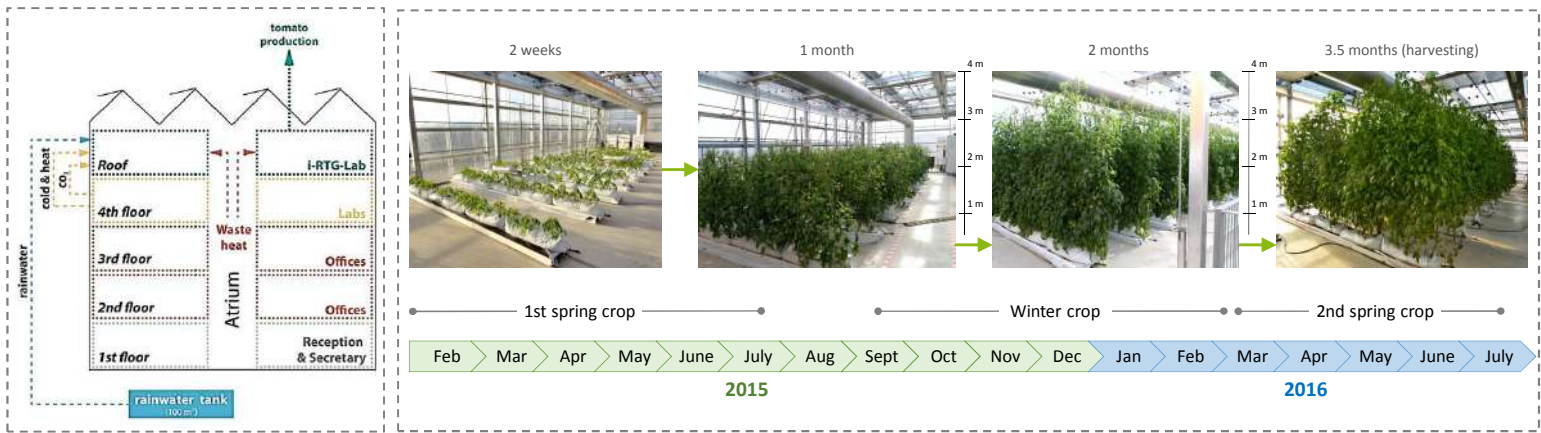 tomato
production
rainwater
cold & heat
CO₂
Roof
i-RTG-Lab
4th floor
Labs
Waste
heat
3rd floor
Offices
Atrium
2nd floor
Offices
1st floor
Reception
& Secretary
rainwater tank
(100 m³)
2 weeks
1 month
2 months
3.5 months (harvesting)
4 m
3 m
2 m
1 m
4 m
3 m
2 m
1 m
1st spring crop
Winter crop
2nd spring crop
Feb Mar Apr May June July Aug Sept Oct Nov Dec Jan Feb Mar Apr May June July
2015
2016